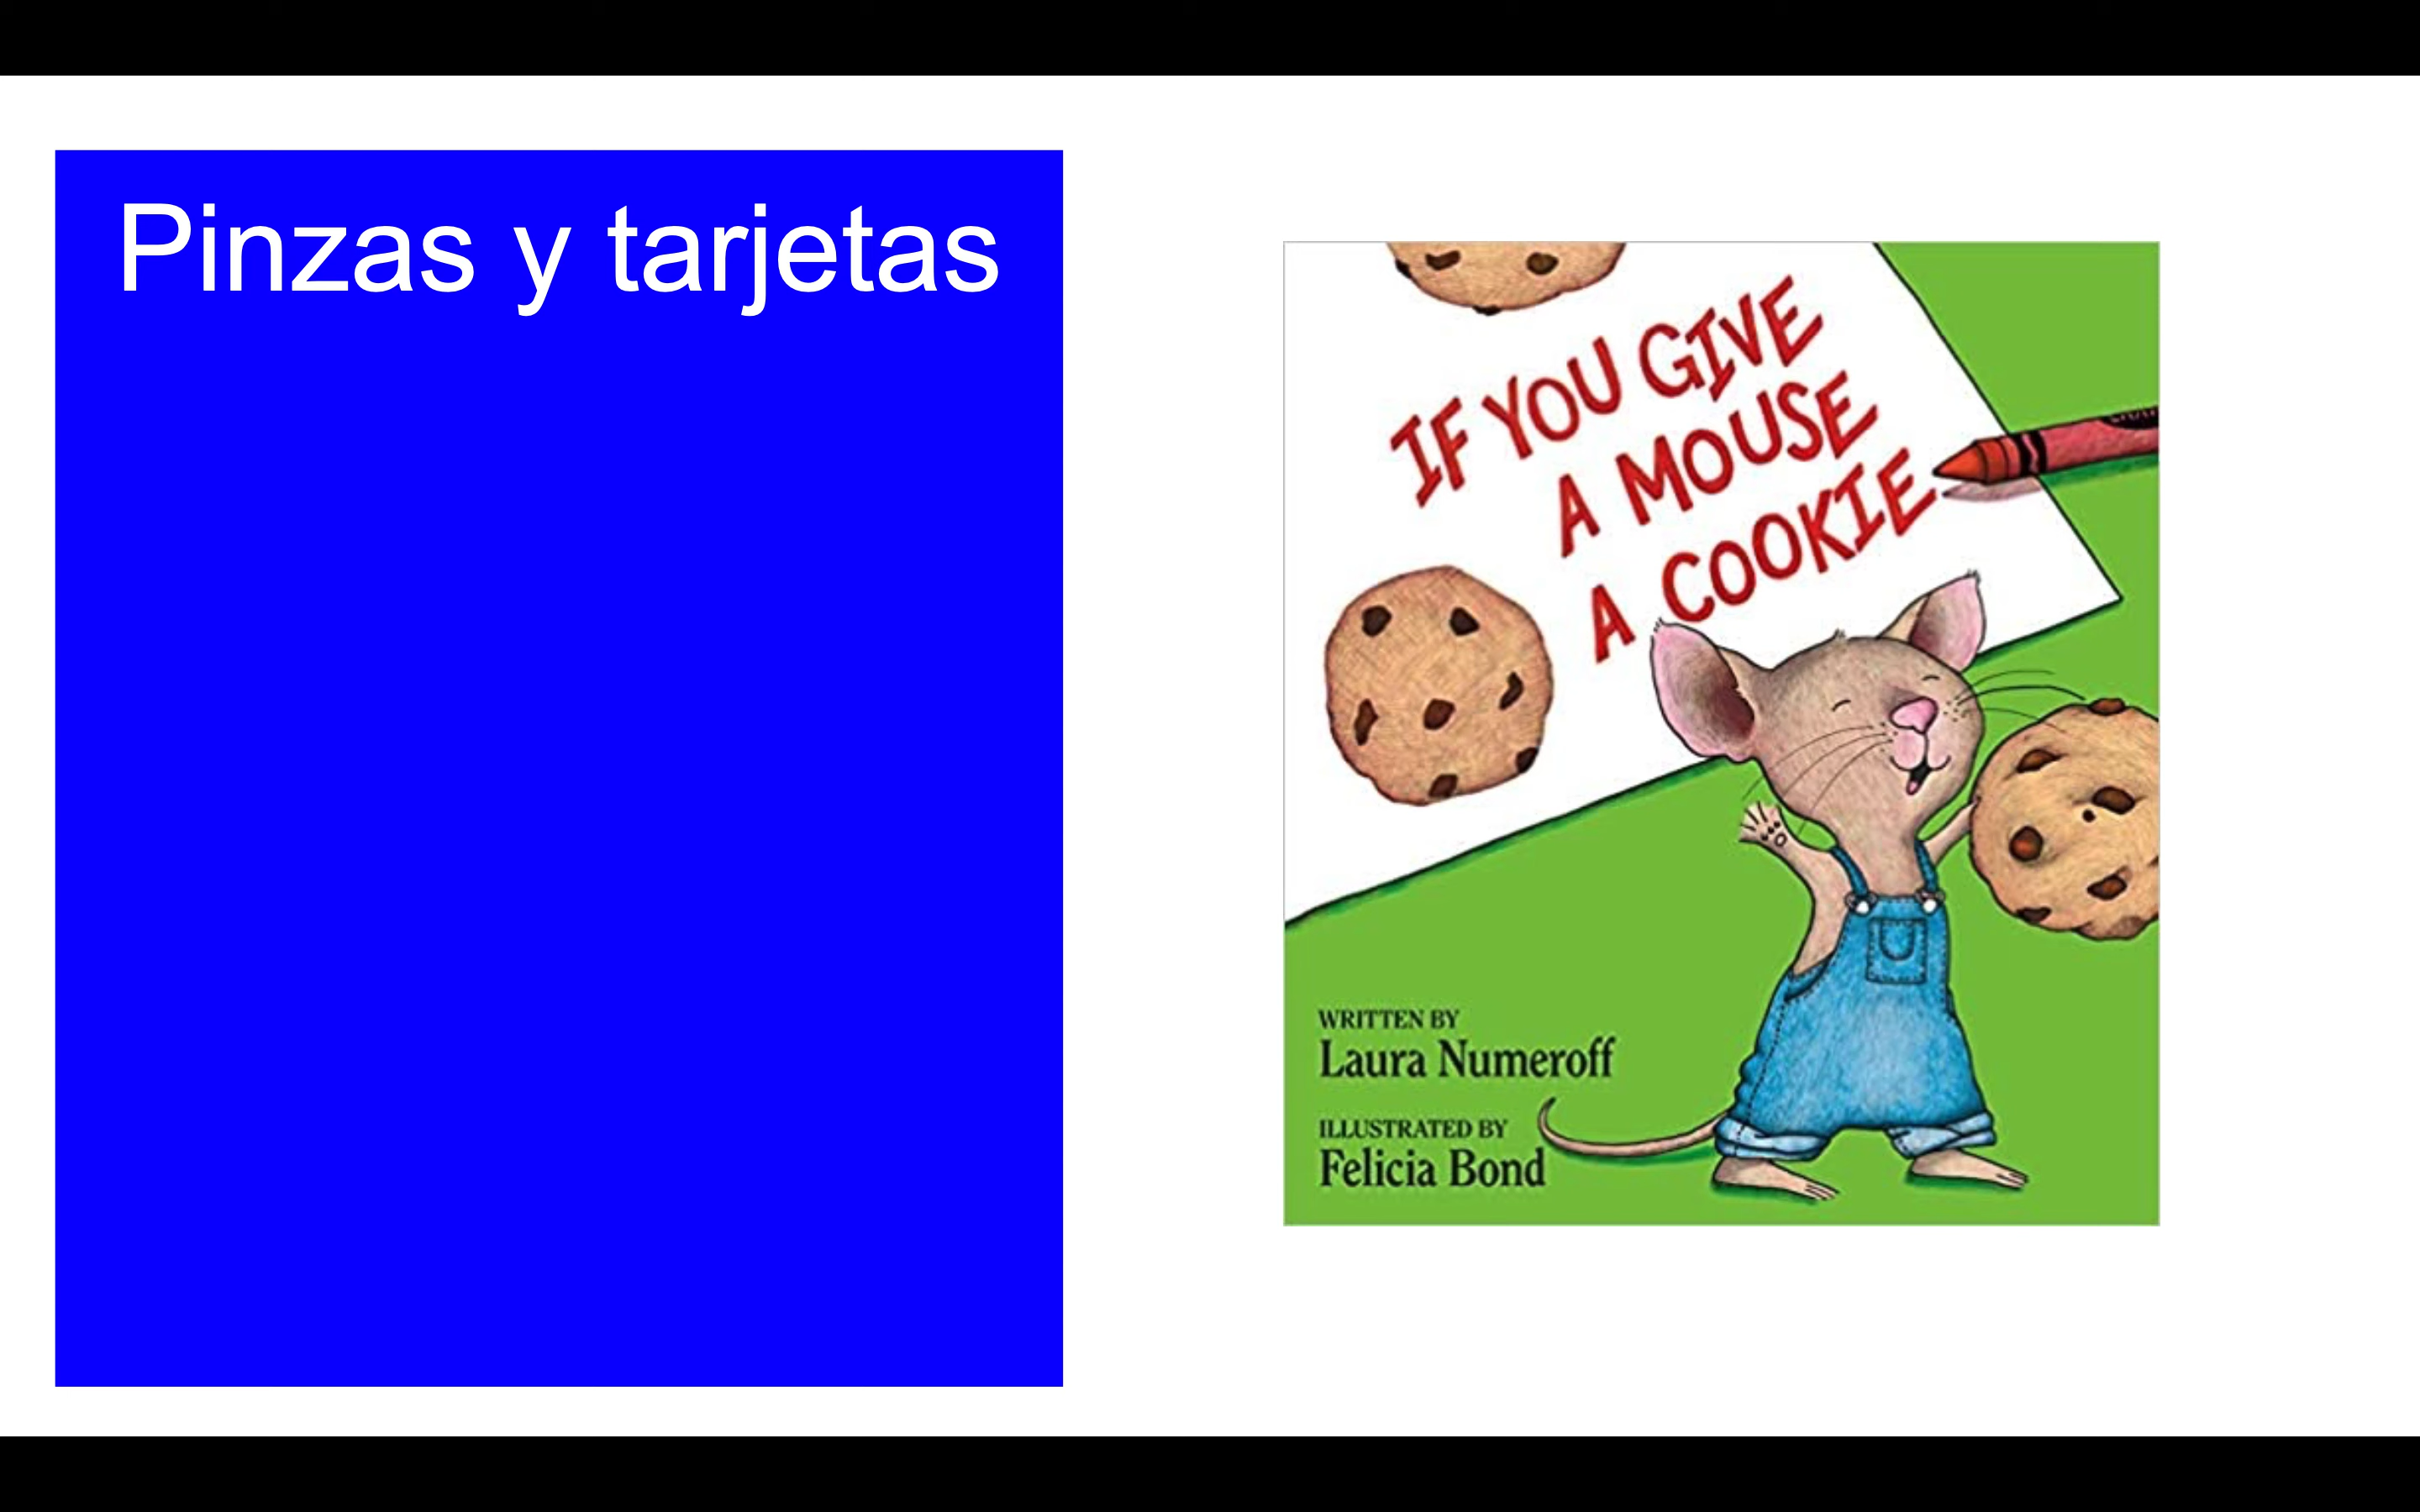 Pinzas y tarjetas
IF YOU GIVE
A MOUSE
A COOKIE
WRITTEN BY
Laura Numeroff
ILLUSTRATED BY
Felicia Bond